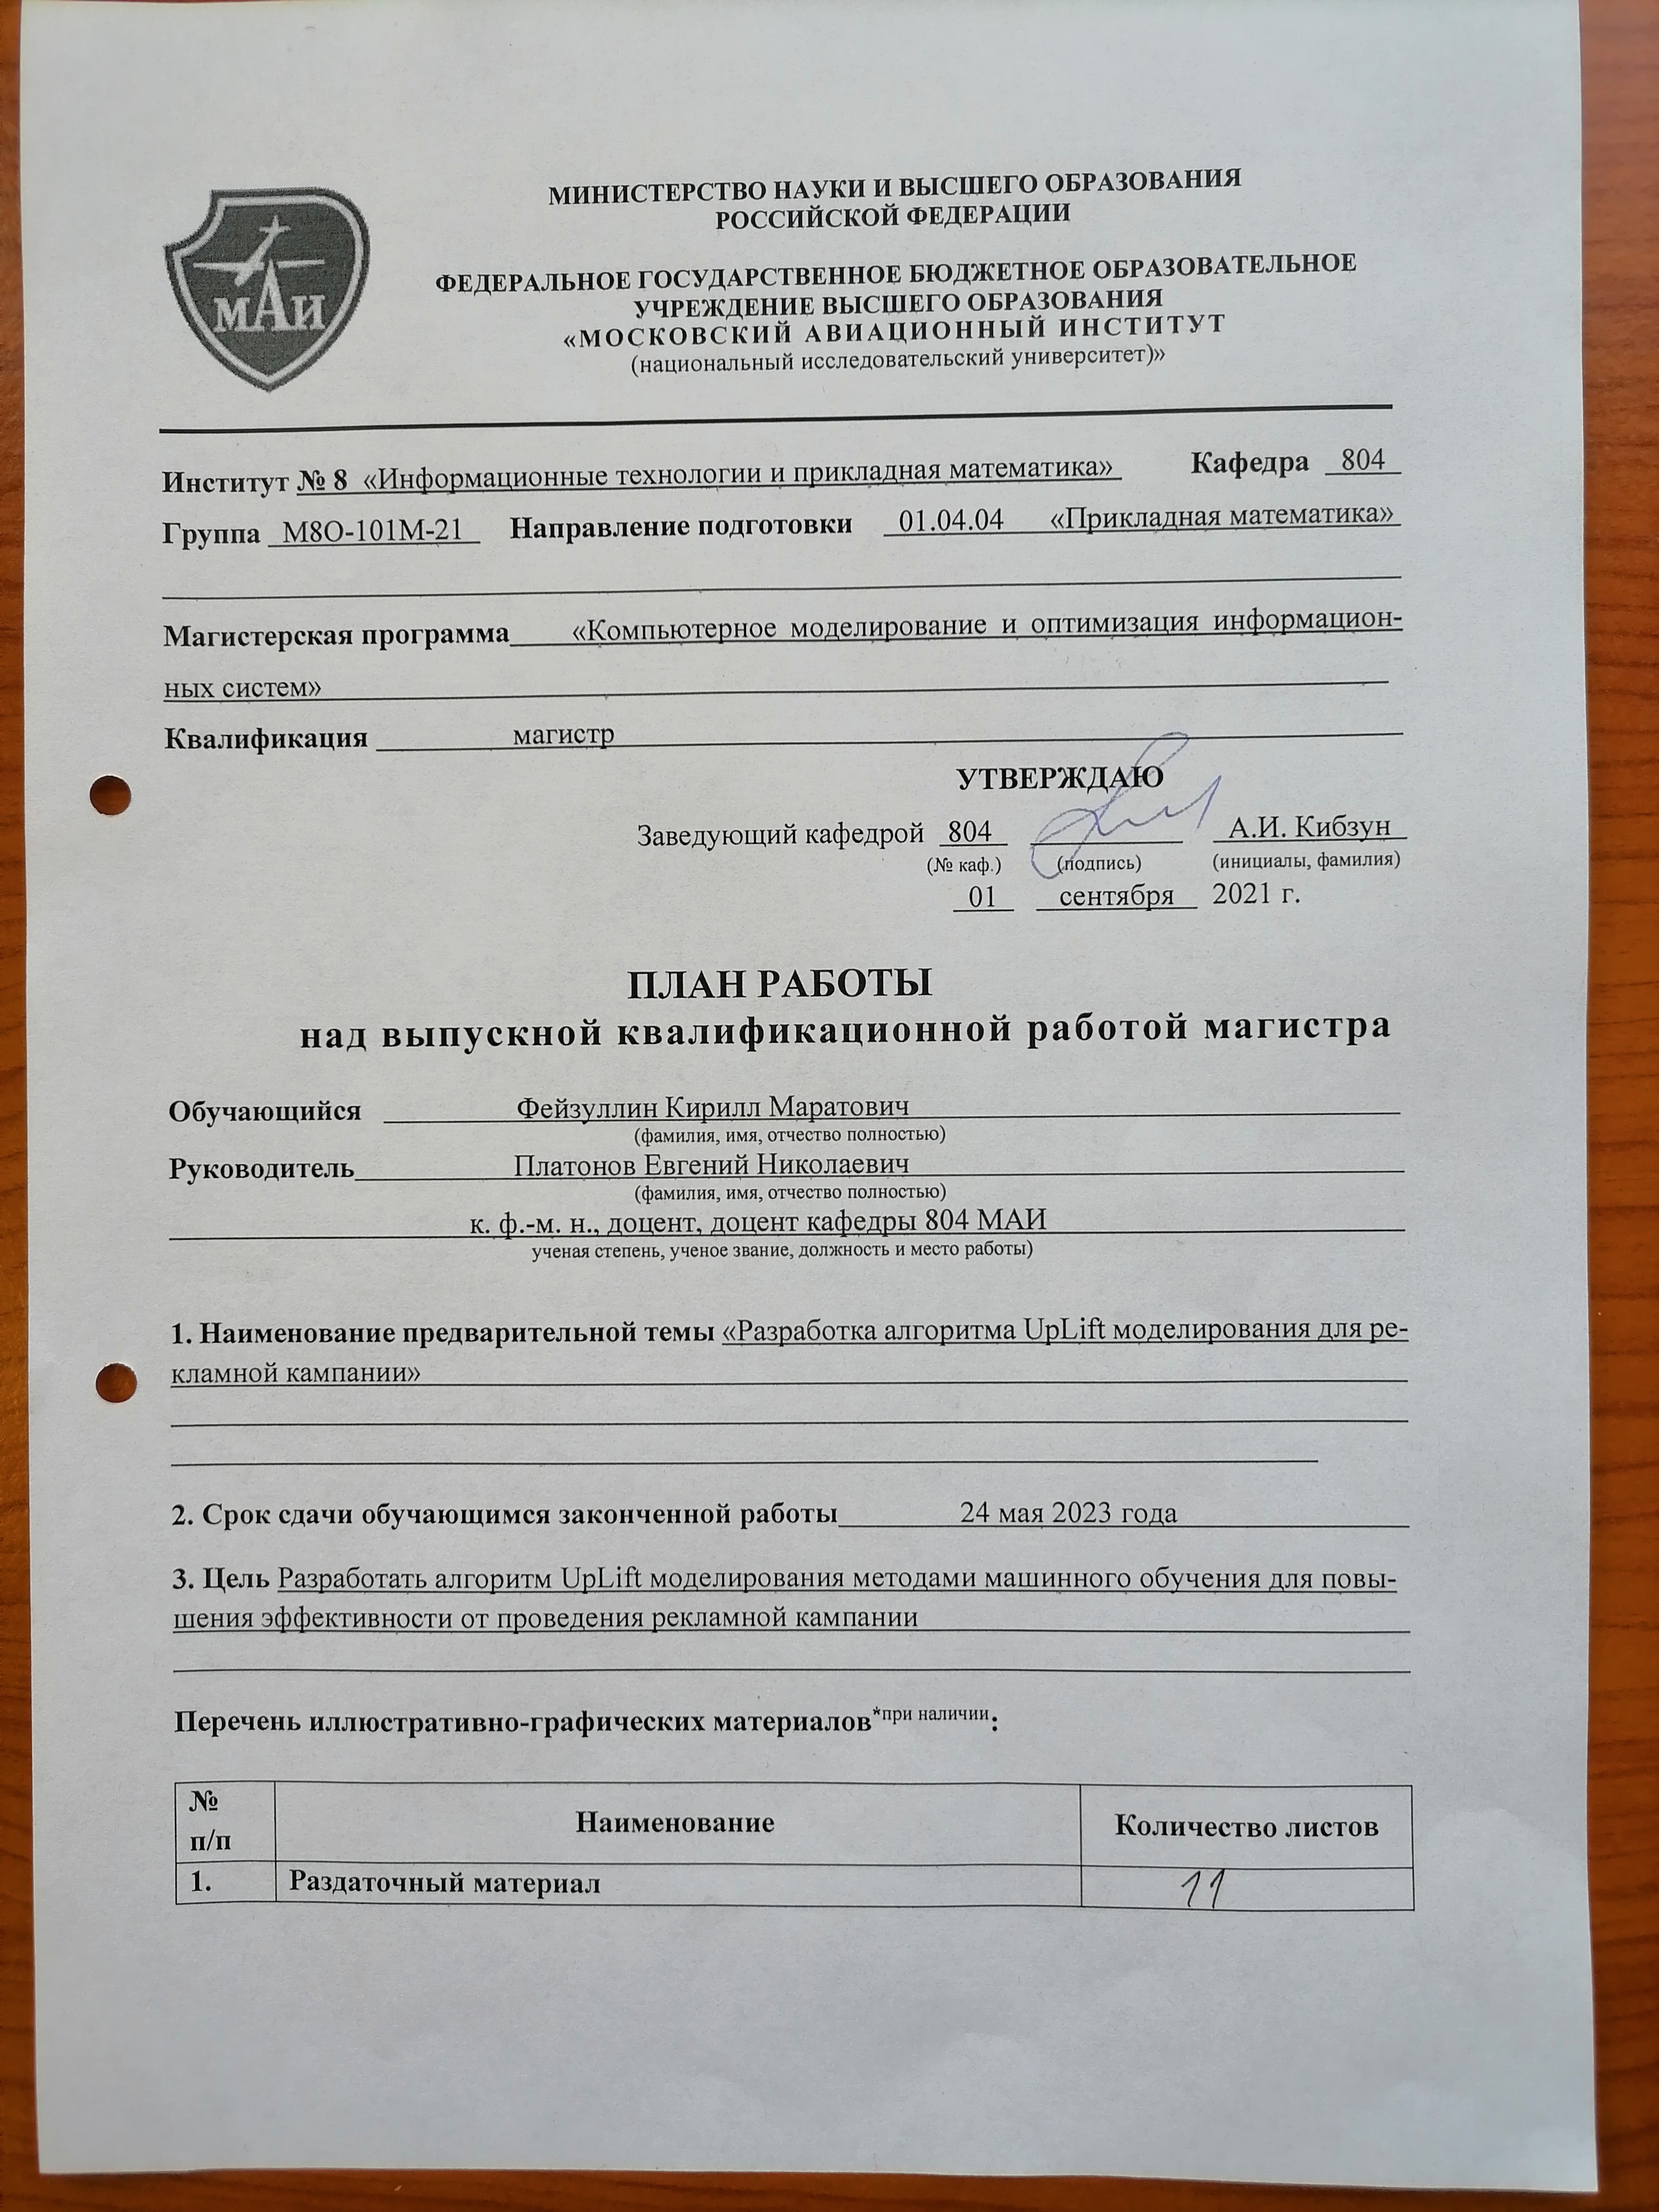 МАИ
МИНИСТЕРСТВО НАУКИ И ВЫСШЕГО ОБРАЗОВАНИЯ
РОССИЙСКОЙ ФЕДЕРАЦИИ
ФЕДЕРАЛЬНОЕ ГОСУДАРСТВЕННОЕ БЮДЖЕТНОЕ ОБРАЗОВАТЕЛЬНОЕ
УЧРЕЖДЕНИЕ ВЫСШЕГО ОБРАЗОВАНИЯ
«МОСКОВСКИЙ АВИАЦИОННЫЙ ИНСТИТУТ
(национальный исследовательский университет)»
Институт № 8 «Информационные технологии и прикладная математика» Кафедра 804
Группа М8О-101М-21 Направление подготовки 01.04.04 «Прикладная математика»
Магистерская программа «Компьютерное моделирование и оптимизация информацион-
ных систем»
Квалификация магистр
УТВЕРЖДАЮ
Заведующий кафедрой 804 А.И. Кибзун
(№ каф.) (подпись) (инициалы, фамилия)
01 сентября 2021 г.
ПЛАН РАБОТЫ
над выпускной квалификационной работой магистра
Обучающийся Фейзуллин Кирилл Маратович
(фамилия, имя, отчество полностью)
Руководитель Платонов Евгений Николаевич
(фамилия, имя, отчество полностью)
к. ф.-м. н., доцент, доцент кафедры 804 МАИ
ученая степень, ученое звание, должность и место работы)
1. Наименование предварительной темы «Разработка алгоритма UpLift моделирования для ре-
кламной кампании»
2. Срок сдачи обучающимся законченной работы 24 мая 2023 года
3. Цель Разработать алгоритм UpLift моделирования методами машинного обучения для повы-
шения эффективности от проведения рекламной кампании
Перечень иллюстративно-графических материалов*при наличии:
№ п/п Наименование Количество листов
1. Раздаточный материал 11